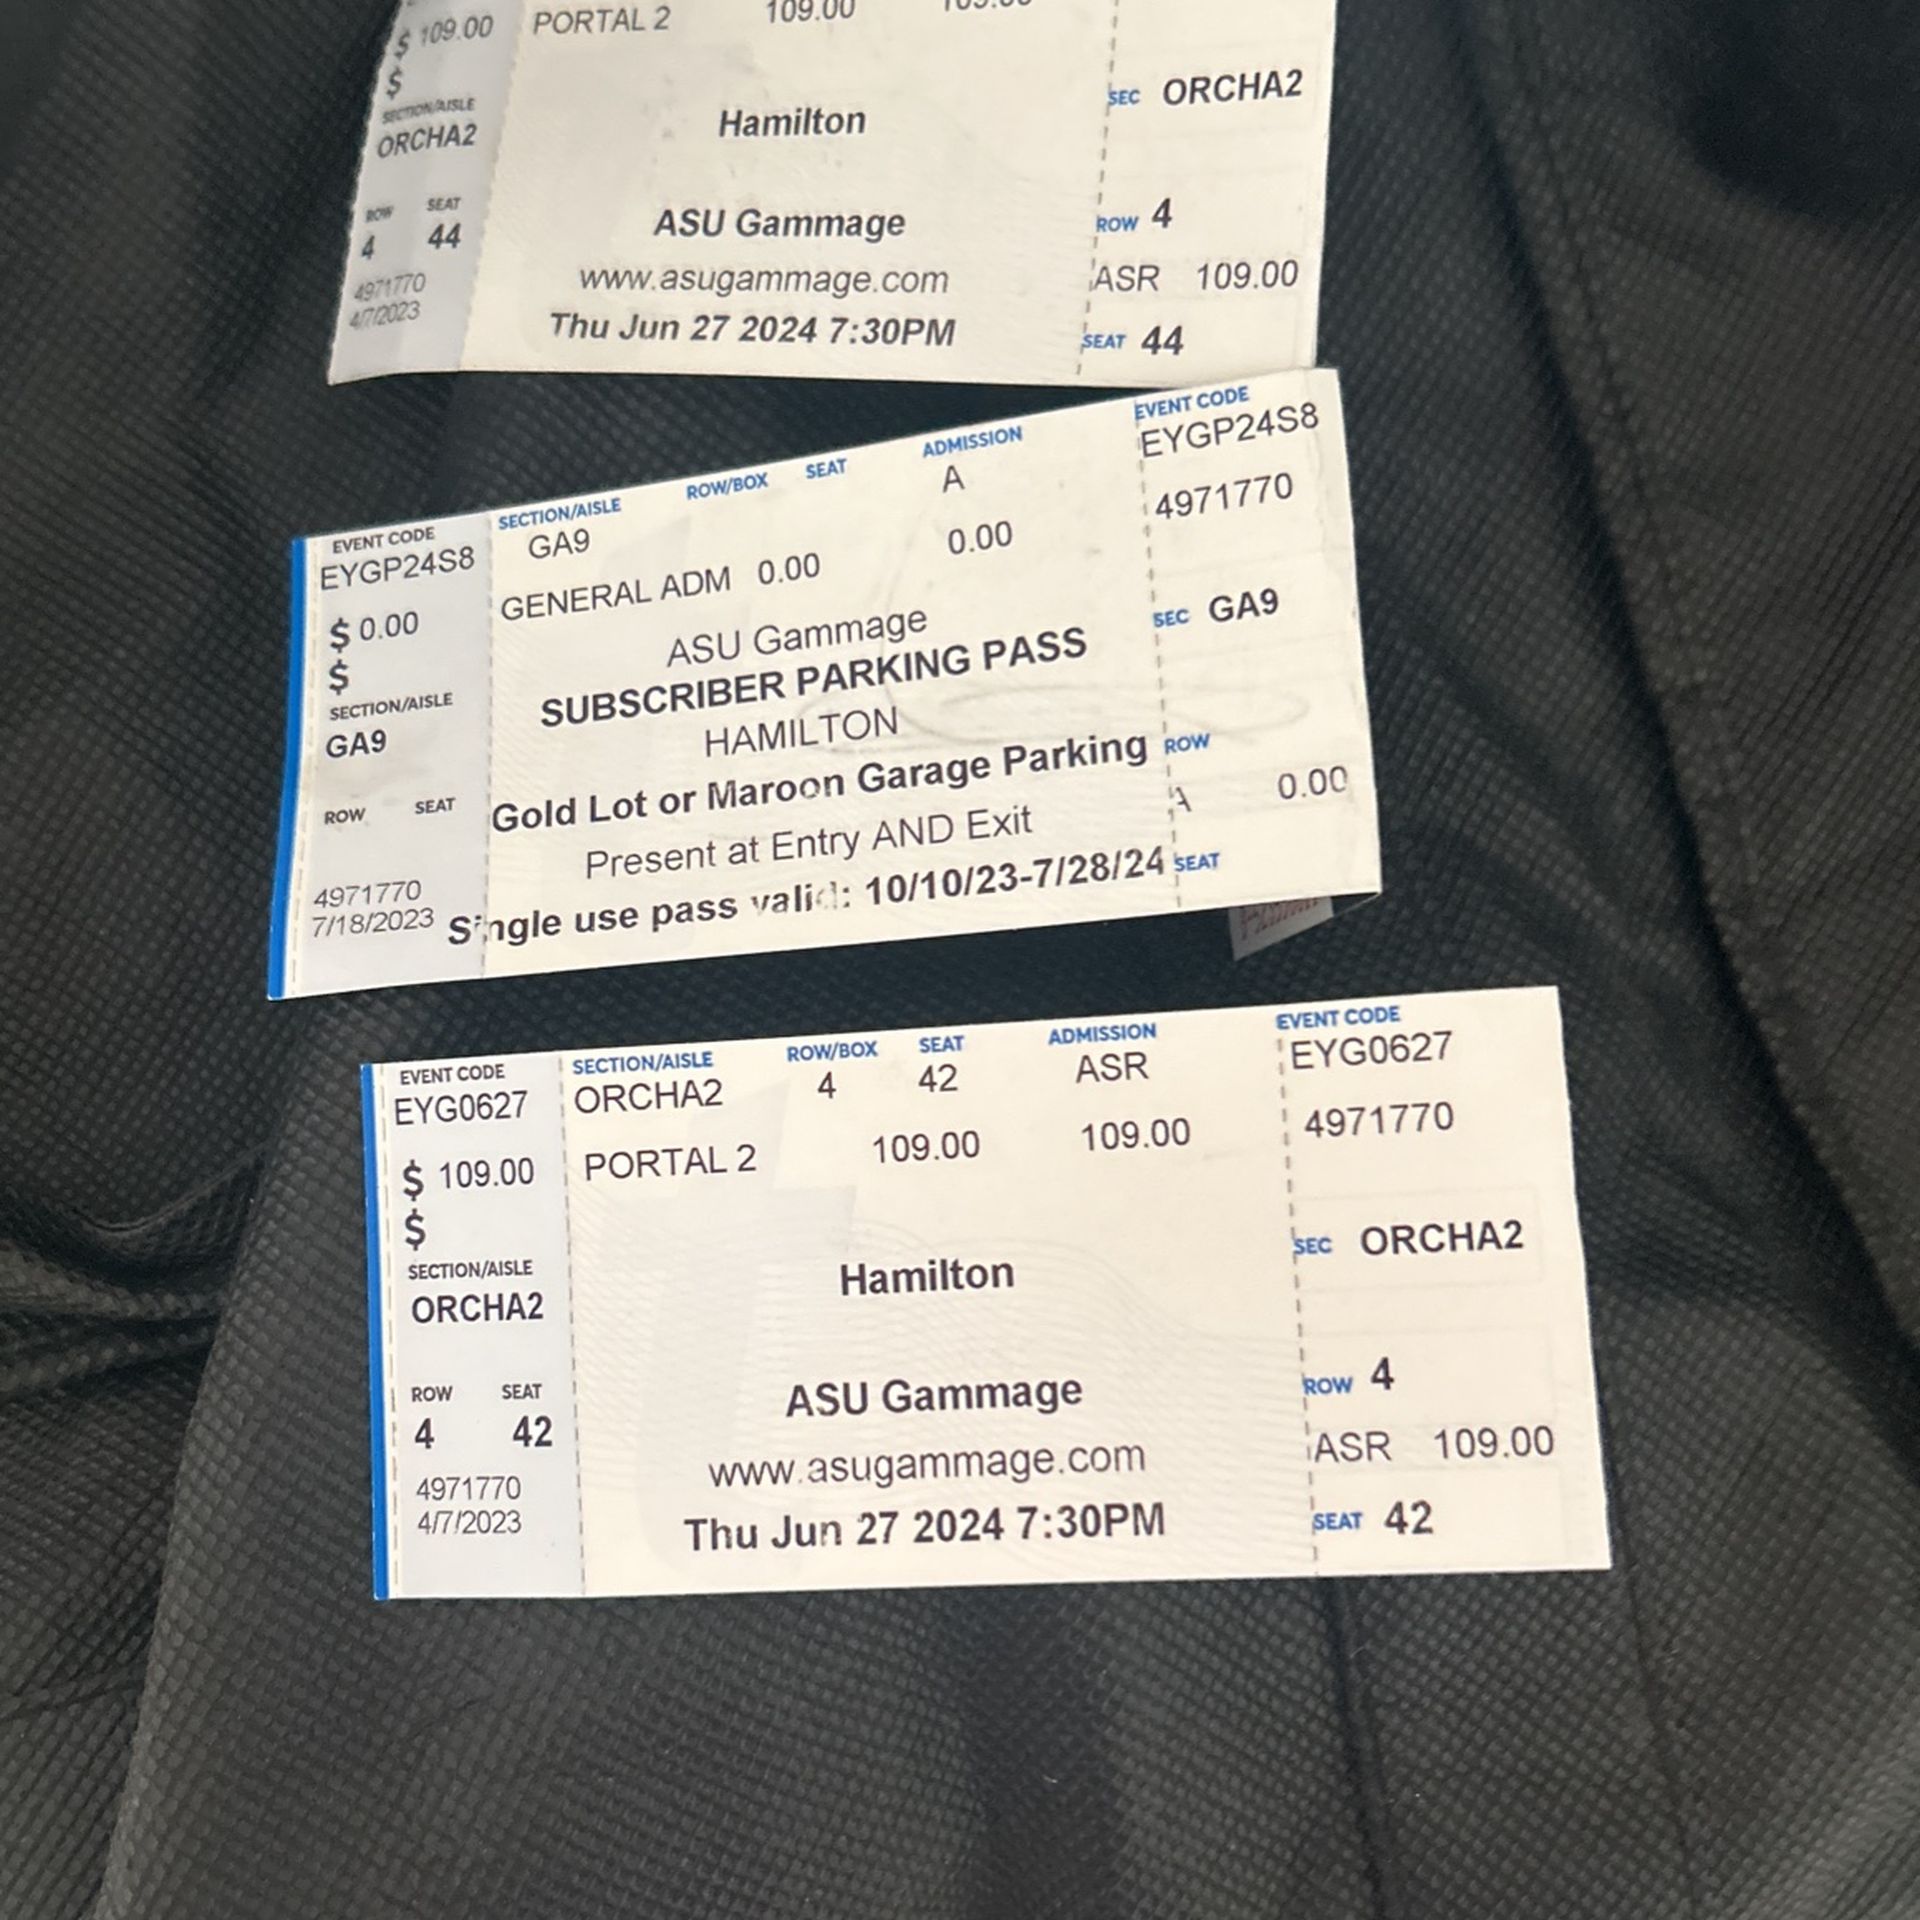 $ 109.00 PORTAL 2 109.00
$
SECTION/AISLE
ORCHA2
Hamilton
SEC ORCHA2
ROW SEAT
4 44
ASU Gammage
ROW 4
4971770
4/7/2023
www.asugammage.com
ASR 109.00
Thu Jun 27 2024 7:30PM
SEAT 44
EVENT CODE SECTION/AISLE ROW/BOX SEAT ADMISSION EVENT CODE
EYGP24S8 GA9 A EYGP24S8
$ 0.00 GENERAL ADM 0.00 0.00 4971770
$
ASU Gammage
SECTION/AISLE SUBSCRIBER PARKING PASS SEC GA9
GA9 HAMILTON
Gold Lot or Maroon Garage Parking ROW
ROW SEAT Present at Entry AND Exit A 0.00
4971770
7/18/2023 Single use pass valid: 10/10/23-7/28/24 SEAT
EVENT CODE SECTION/AISLE ROW/BOX SEAT ADMISSION EVENT CODE
EYG0627 ORCHA2 4 42 ASR EYG0627
$ 109.00 PORTAL 2 109.00 109.00 4971770
$
SECTION/AISLE
ORCHA2 Hamilton SEC ORCHA2
ROW SEAT ASU Gammage ROW 4
4 42
4971770 www.asugammage.com ASR 109.00
4/7/2023 Thu Jun 27 2024 7:30PM SEAT 42